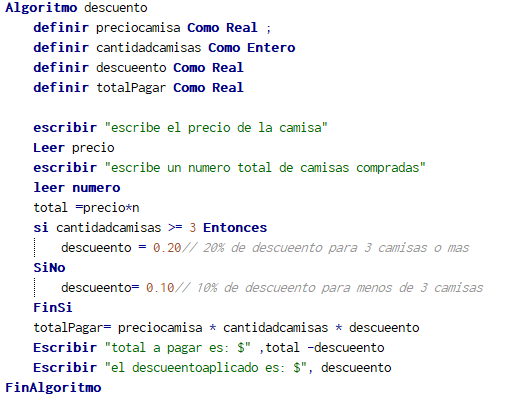 Algoritmo descuento
definir preciocamisa Como Real ;
definir cantidadcamisas Como Entero
definir descueento Como Real
definir totalPagar Como Real
escribir "escribe el precio de la camisa"
Leer precio
escribir "escribe un numero total de camisas compradas"
leer numero
total =precio*n
si cantidadcamisas >= 3 Entonces
descueento = 0.20// 20% de descueento para 3 camisas o mas
SiNo
descueento= 0.10// 10% de descueento para menos de 3 camisas
FinSi
totalPagar= preciocamisa * cantidadcamisas * descueento
Escribir "total a pagar es: $" ,total -descueento
Escribir "el descueentoaplicado es: $", descueento
FinAlgoritmo